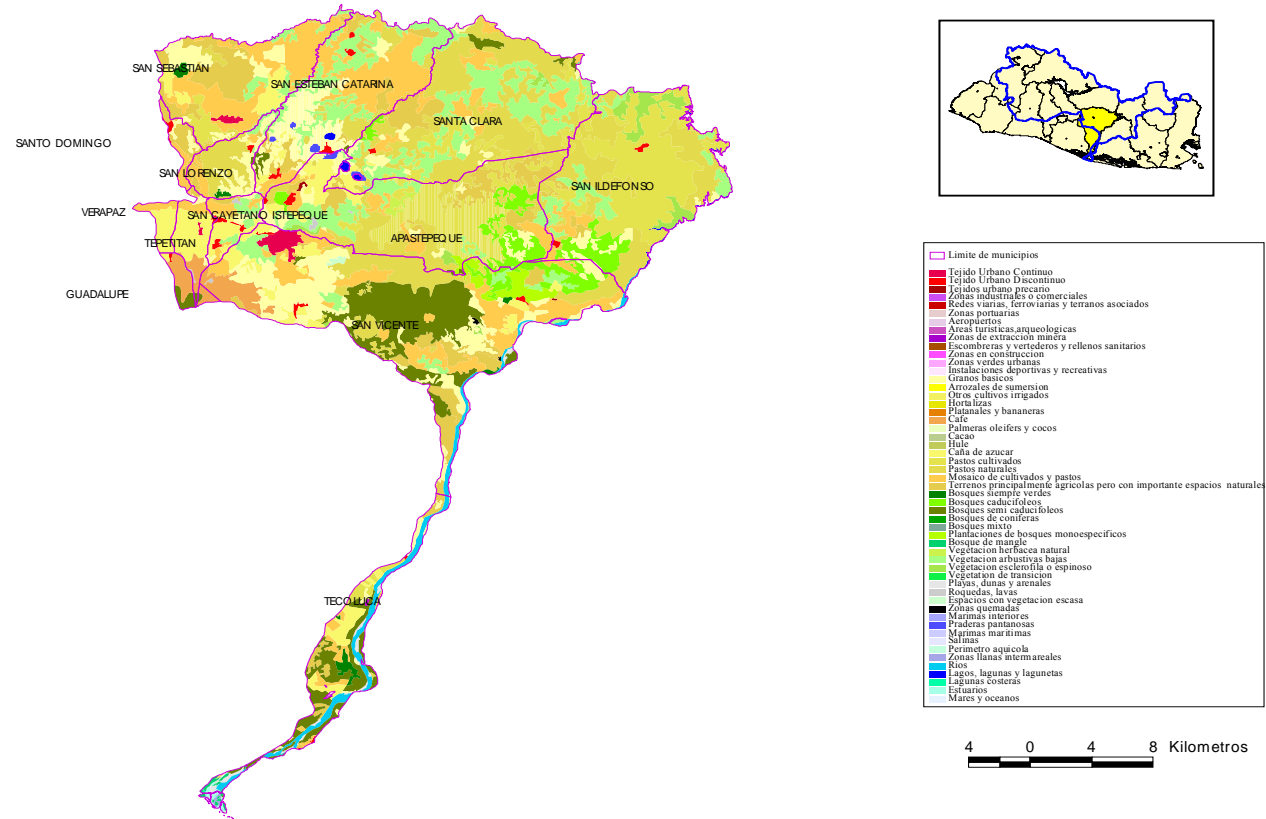 SAN SEBASTIAN
SAN ESTEBAN CATARINA
SANTA CLARA
SANTO DOMINGO
SAN LORENZO
SAN ILDEFONSO
VERAPAZ
SAN CAYETANO ISTEPEQUE
TEPETITAN
APASTEPEQUE
GUADALUPE
SAN VICENTE
TECOLUCA
Limite de municipios
Tejido Urbano Continuo
Tejido Urbano Discontinuo
Tejidos urbano precario
Zonas industriales o comerciales
Redes viarias, ferroviarias y terranos asociados
Zonas portuarias
Aeropuertos
Areas turisticas,arqueologicas
Zonas de extraccion minera
Escombreras y vertederos y rellenos sanitarios
Zonas en construccion
Zonas verdes urbanas
Instalaciones deportivas y recreativas
Granos basicos
Arrozales de sumersion
Otros cultivos irrigados
Hortalizas
Platanales y bananeras
Cafe
Palmeras oleifers y cocos
Cacao
Hule
Caña de azucar
Pastos cultivados
Pastos naturales
Mosaico de cultivados y pastos
Terrenos principalmente agricolas pero con importante espacios naturales
Bosques siempre verdes
Bosques caducifoleos
Bosques semi caducifoleos
Bosques de coniferas
Bosques mixto
Plantaciones de bosques monoespecificos
Bosque de mangle
Vegetacion herbacea natural
Vegetacion arbustivas bajas
Vegetacion esclerofila o espinoso
Vegetation de transicion
Playas, dunas y arenales
Roquedas, lavas
Espacios con vegetacion escasa
Zonas quemadas
Marimas interiores
Praderas pantanosas
Marimas maritimas
Salinas
Perimetro aquicola
Zonas llanas intermareales
Rios
Lagos, lagunas y lagunetas
Lagunas costeras
Estuarios
Mares y oceanos
4 0 4 8 Kilometros